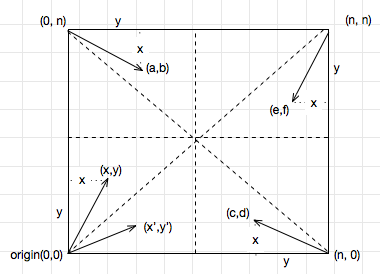 (0, n)
y
(n, n)
x
(a,b)
y
(e,f)
x
(x,y)
x
y
(x',y')
(c,d)
x
origin(0,0)
y
(n, 0)